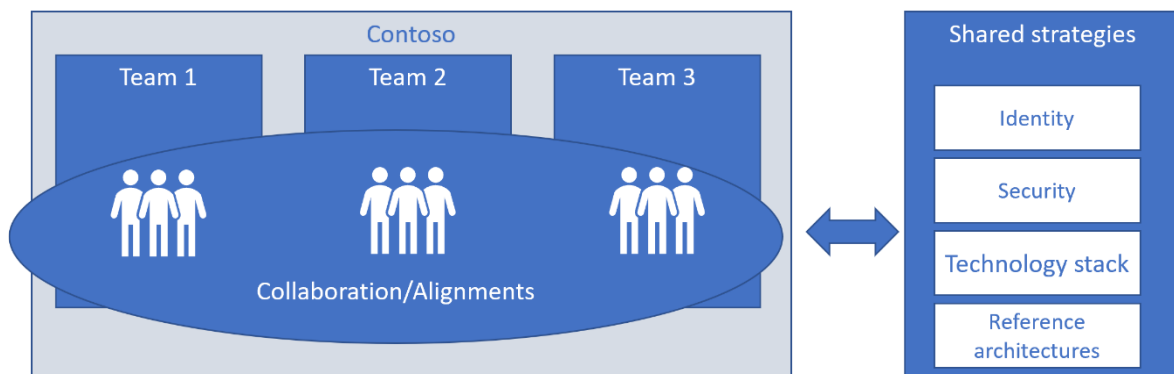 Contoso
Team 1
Team 2
Team 3
Collaboration/Alignments
Shared strategies
Identity
Security
Technology stack
Reference
architectures